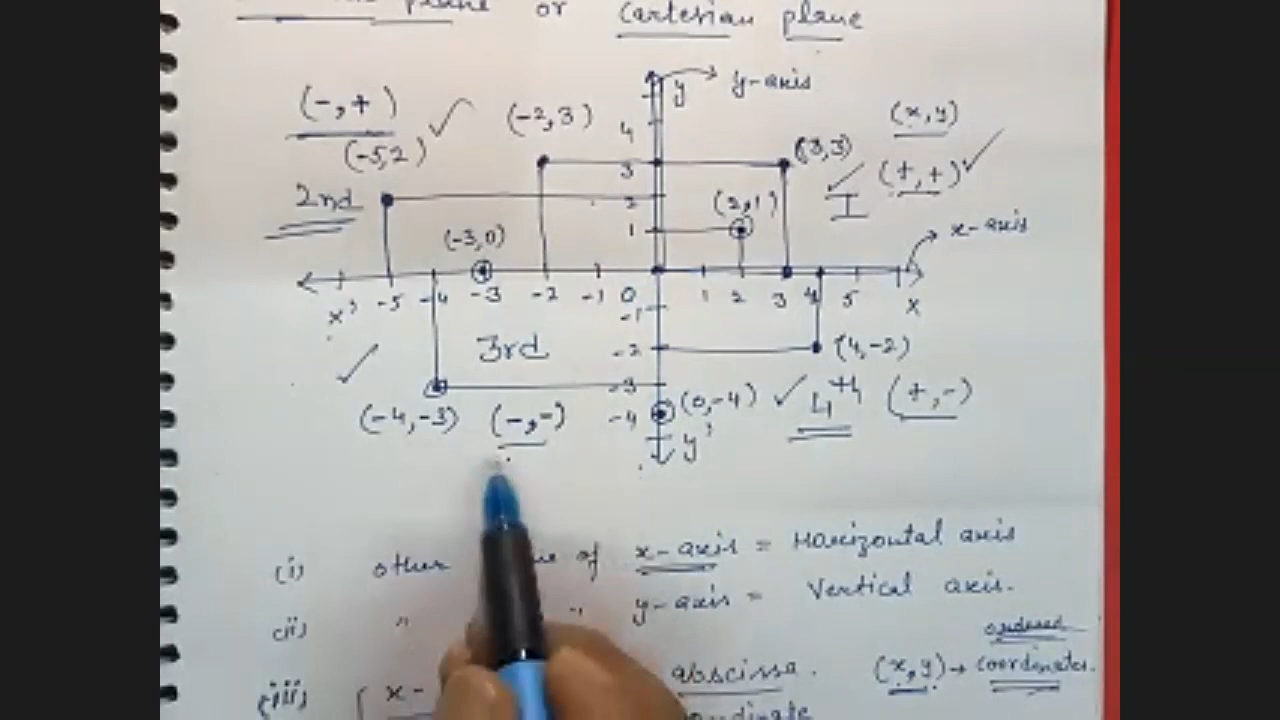 plane or Cartesian plane
y y-axis
(-,+) (-2,3) 4 (x,y)
(-5,2) 3 (3,3) (+,+)
2nd 2 (2,1) I
(-3,0) 1 x-axis
x' -5 -4 -3 -2 -1 0 1 2 3 4 5 x
-1
3rd -2 (4,-2)
-3
(-4,-3) (-,-) -4 (0,-4) 4th (+,-)
y'
(i) other of x-axis = Horizontal axis
(ii) " " y-axis = Vertical axis.
ordered
(iii) x- abscissa. (x,y) → coordinates.